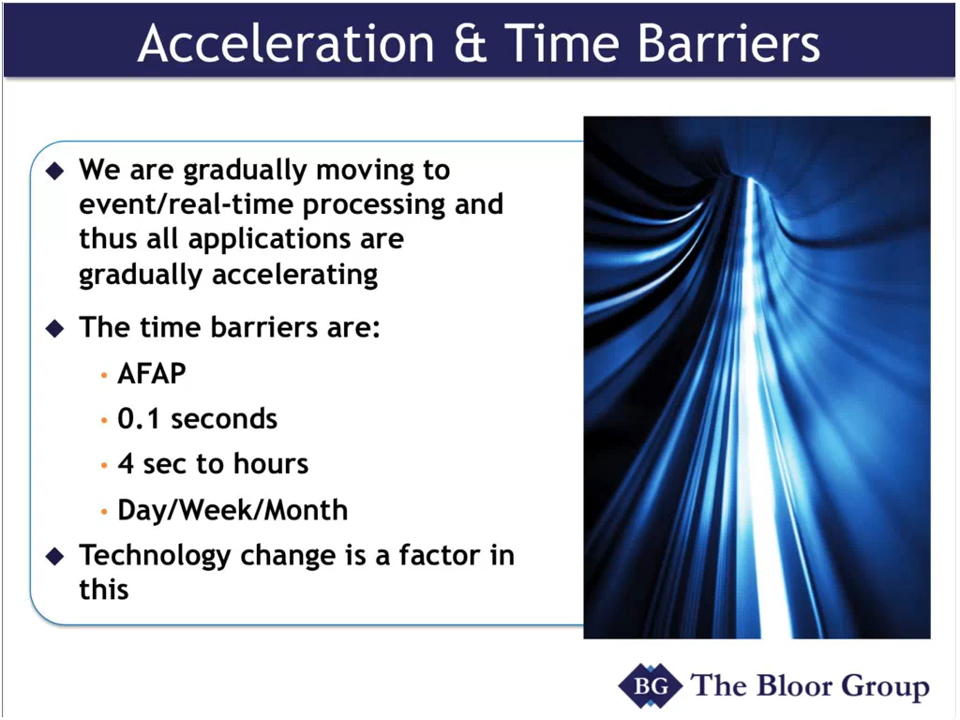 Acceleration & Time Barriers
We are gradually moving to
event/real-time processing and
thus all applications are
gradually accelerating
The time barriers are:
AFAP
0.1 seconds
4 sec to hours
Day/Week/Month
Technology change is a factor in
this
BG The Bloor Group